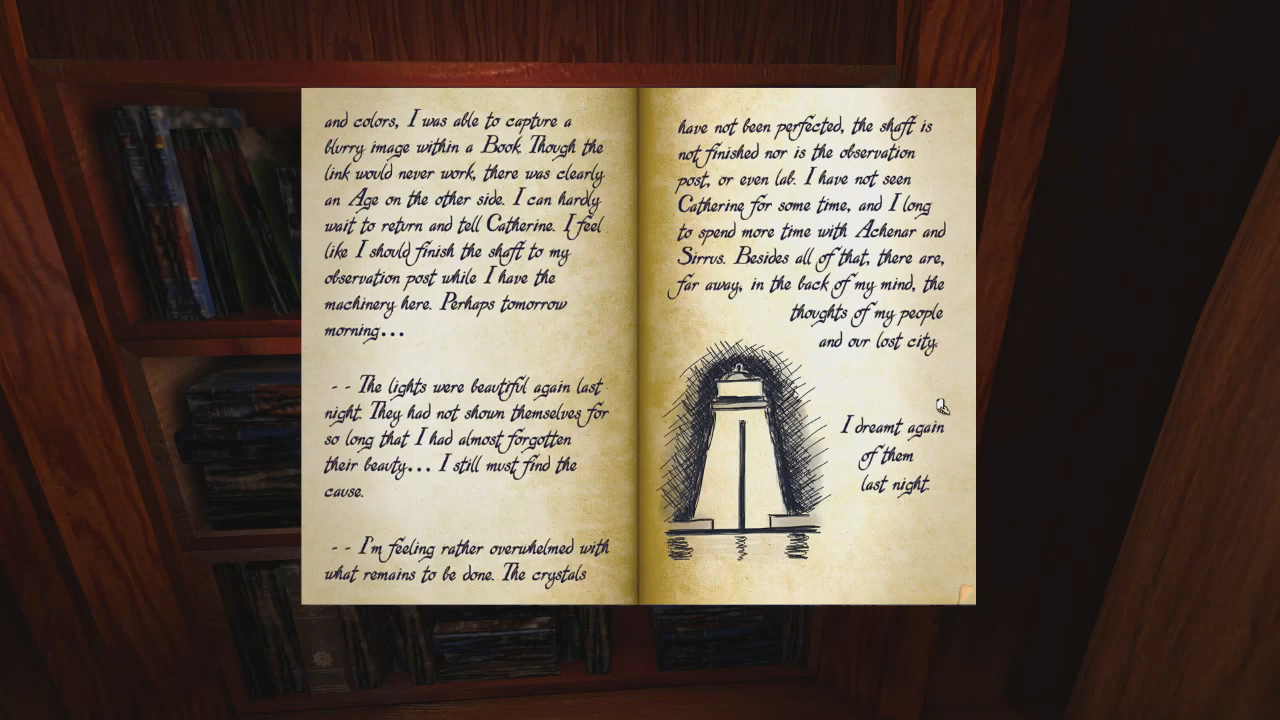 and colors, I was able to capture a
blurry image within a Book. Though the
link would never work, there was clearly
an Age on the other side. I can hardly
wait to return and tell Catherine. I feel
like I should finish the shaft to my
observation post while I have the
machinery here. Perhaps tomorrow
morning...
- - The lights were beautiful again last
night. They had not shown themselves for
so long that I had almost forgotten
their beauty... I still must find the
cause.
- - I'm feeling rather overwhelmed with
what remains to be done. The crystals
have not been perfected, the shaft is
not finished nor is the observation
post, or even lab. I have not seen
Catherine for some time, and I long
to spend more time with Achenar and
Sirrus. Besides all of that, there are,
far away, in the back of my mind, the
thoughts of my people
and our lost city.
I dreamt again
of them
last night.